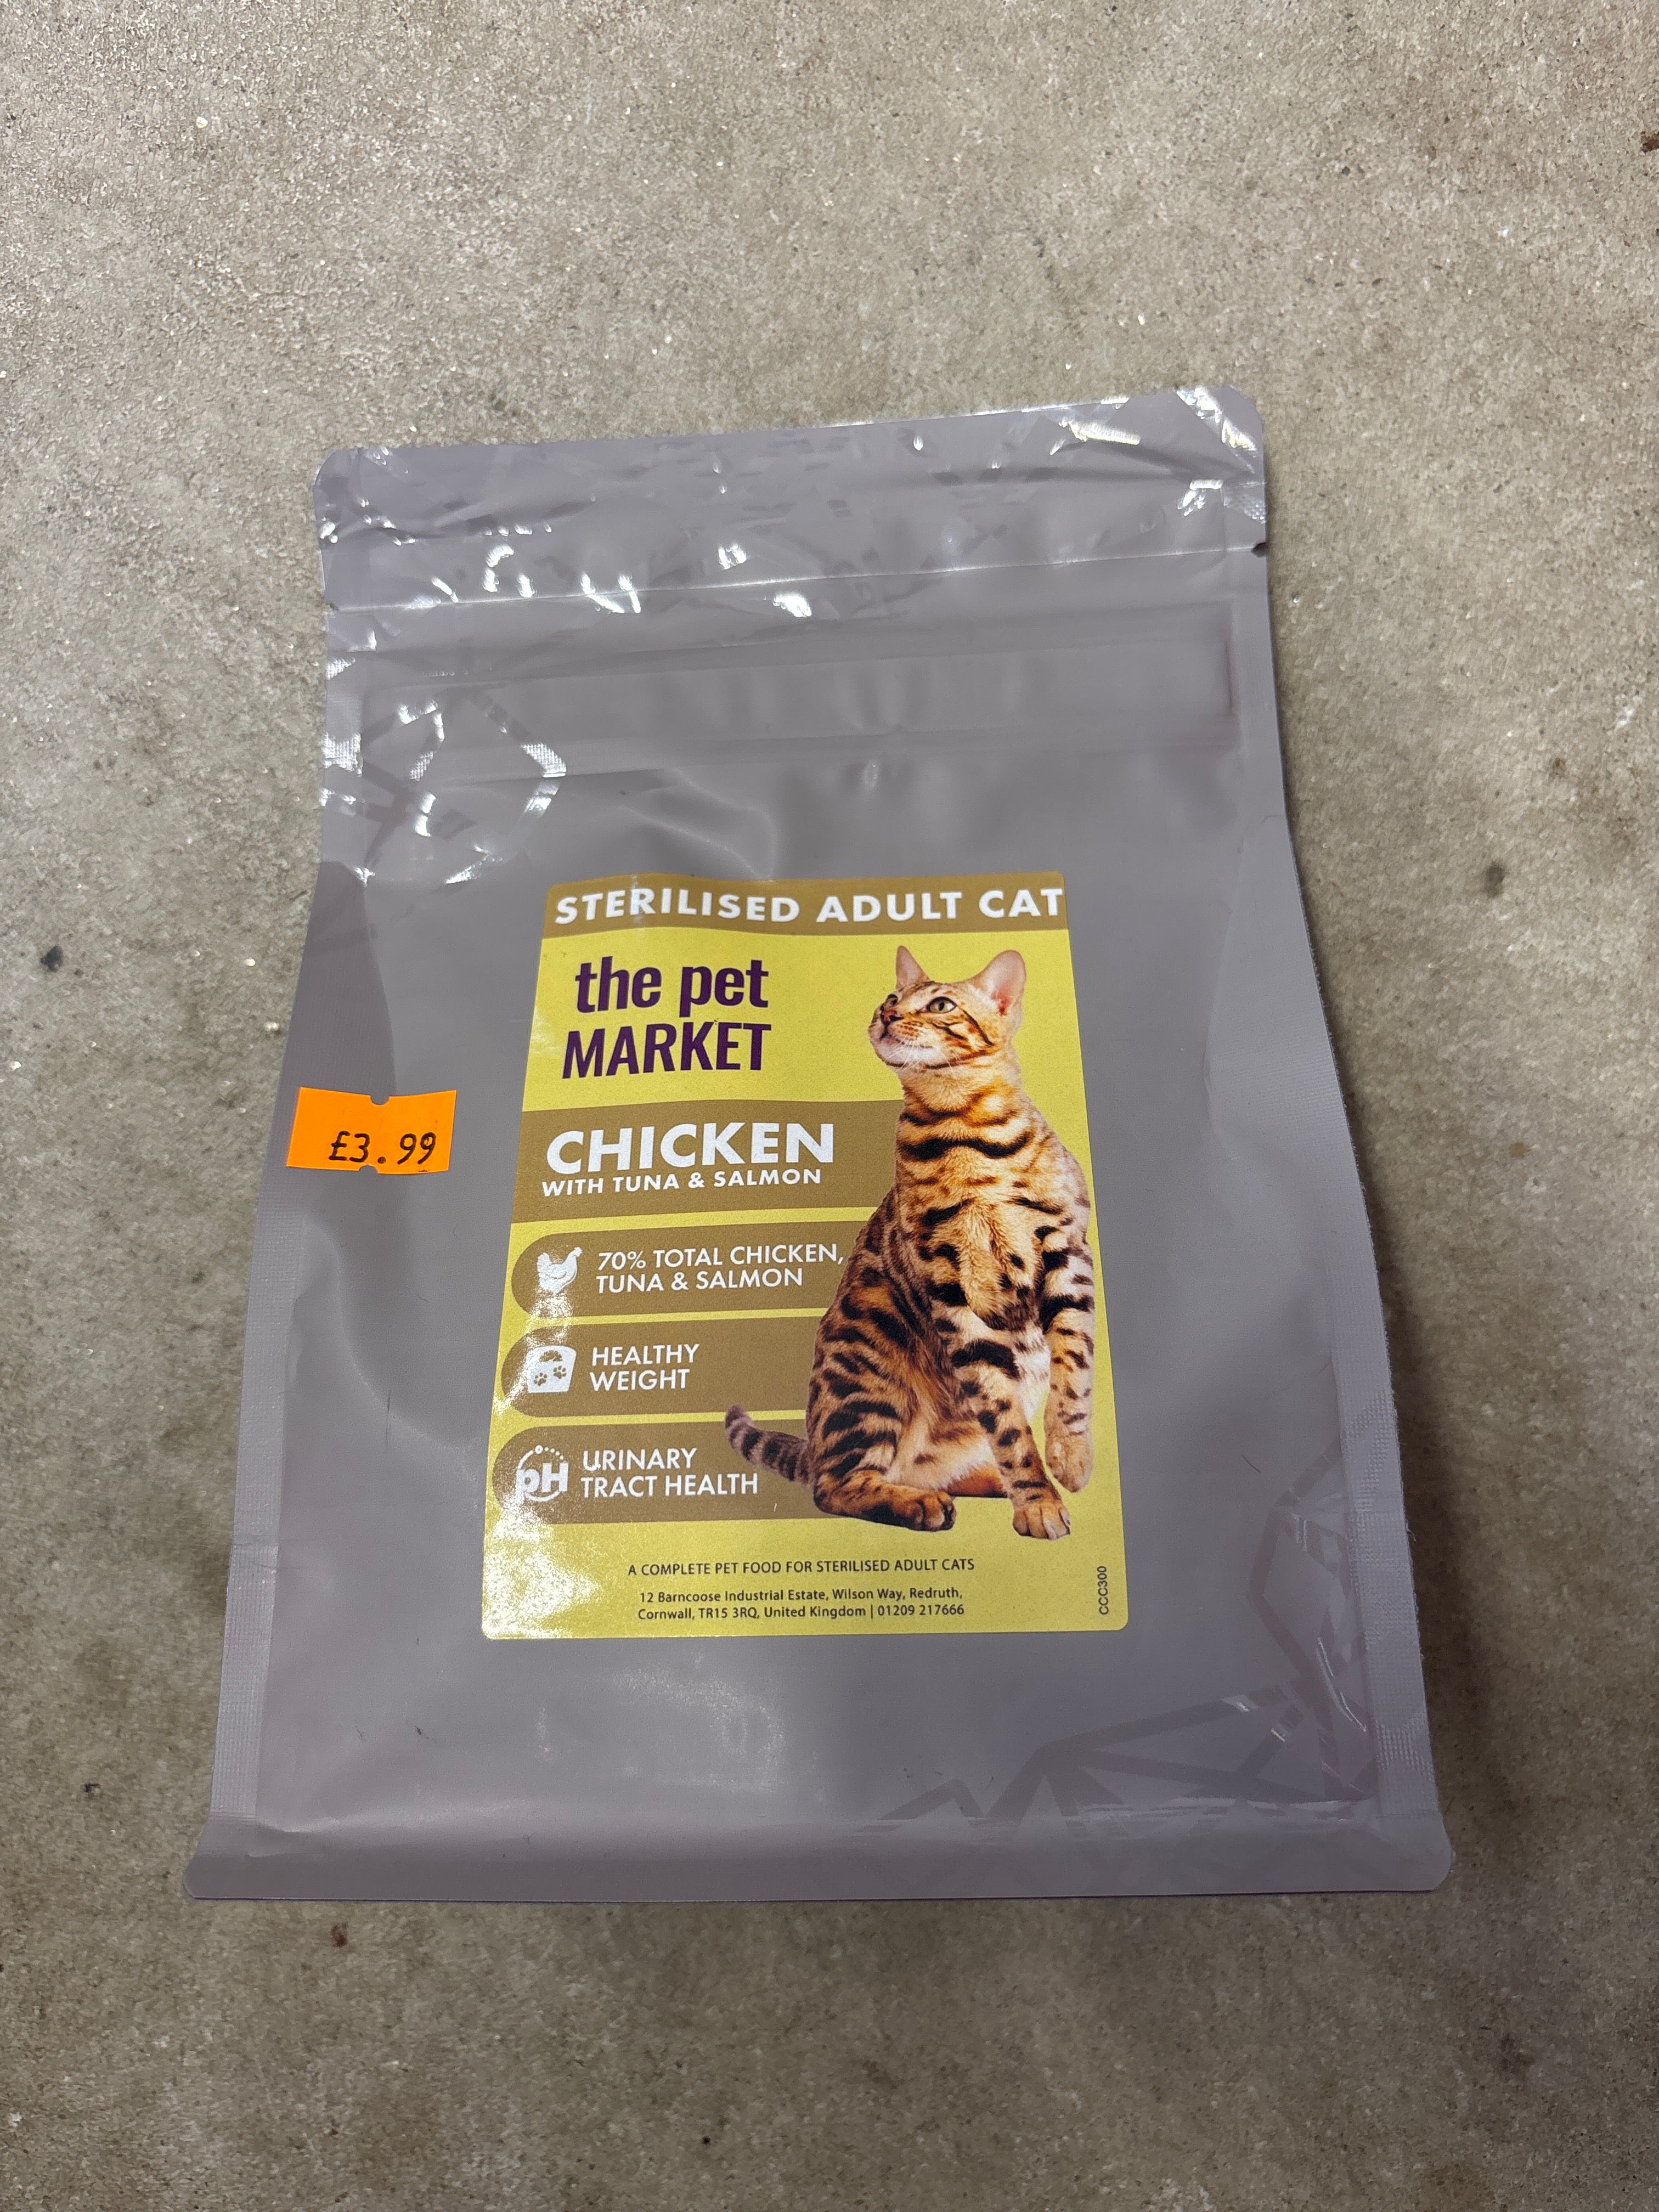 STERILISED ADULT CAT
the pet
MARKET
£3.99
CHICKEN
WITH TUNA & SALMON
70% TOTAL CHICKEN,
TUNA & SALMON
HEALTHY
WEIGHT
pH
URINARY
TRACT HEALTH
A COMPLETE PET FOOD FOR STERILISED ADULT CATS
12 Barncoose Industrial Estate, Wilson Way, Redruth,
Cornwall, TR15 3RQ, United Kingdom | 01209 217666
CCC300